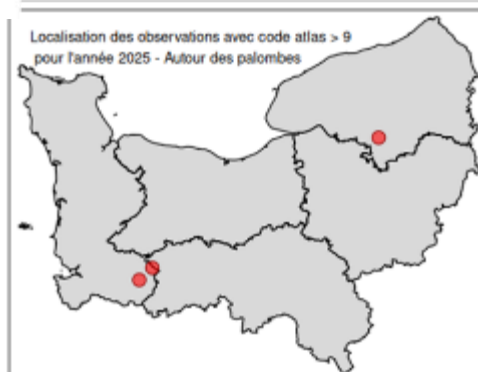 Localisation des observations avec code atlas > 9
pour l'année 2025 - Autour des palombes